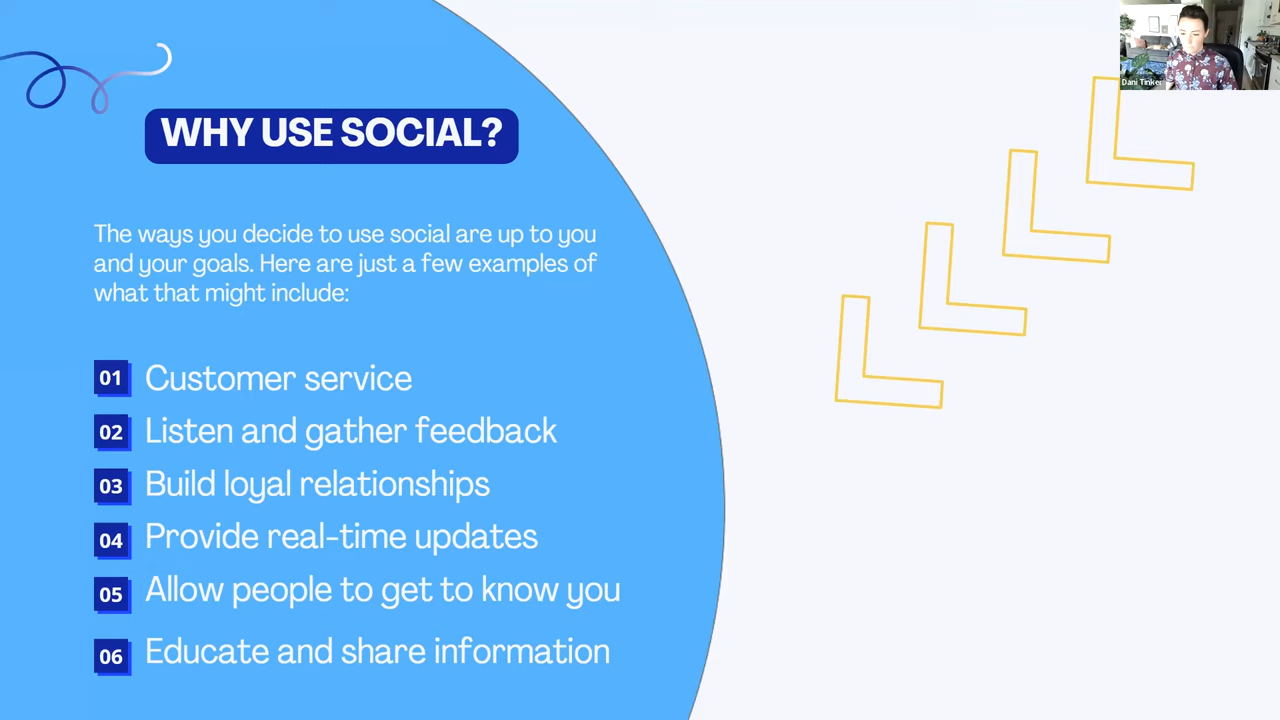 Dani Tinker
WHY USE SOCIAL?
The ways you decide to use social are up to you
and your goals. Here are just a few examples of
what that might include:
01 Customer service
02 Listen and gather feedback
03 Build loyal relationships
04 Provide real-time updates
05 Allow people to get to know you
06 Educate and share information